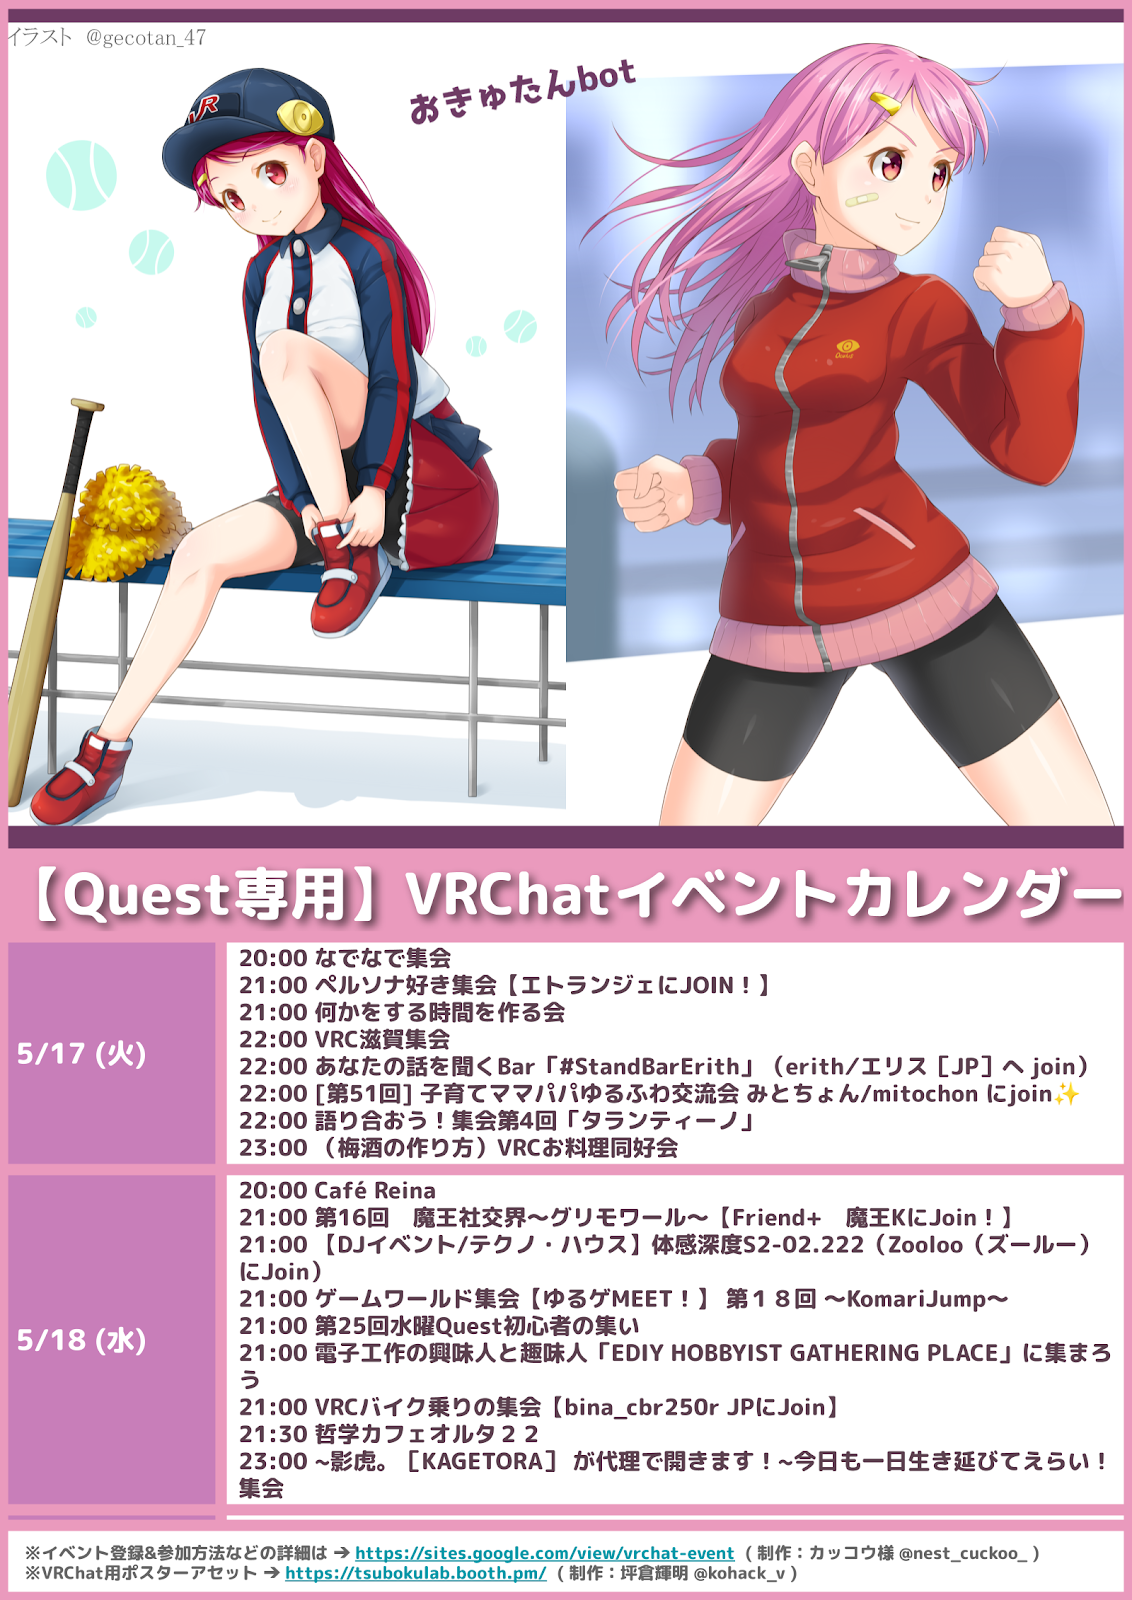 イラスト @gecotan_47
おきゅたんbot
VR
Quest
【Quest専用】VRChatイベントカレンダー
5/17 (火)
20:00 なでなで集会
21:00 ペルソナ好き集会【エトランジェにJOIN！】
21:00 何かをする時間を作る会
22:00 VRC滋賀集会
22:00 あなたの話を聞くBar「#StandBarErith」（erith/エリス［JP］へ join）
22:00 [第51回] 子育てママパパゆるふわ交流会 みとちょん/mitochon にjoin✨
22:00 語り合おう！集会第4回「タランティーノ」
23:00 （梅酒の作り方）VRCお料理同好会
5/18 (水)
20:00 Café Reina
21:00 第16回　魔王社交界～グリモワール～【Friend+　魔王KにJoin！】
21:00 【DJイベント/テクノ・ハウス】体感深度S2-02.222（Zooloo（ズールー）
にJoin）
21:00 ゲームワールド集会【ゆるゲMEET！】 第１８回 ～KomariJump～
21:00 第25回水曜Quest初心者の集い
21:00 電子工作の興味人と趣味人「EDIY HOBBYIST GATHERING PLACE」に集まろ
う
21:00 VRCバイク乗りの集会【bina_cbr250r JPにJoin】
21:30 哲学カフェオルタ２２
23:00 ~影虎。［KAGETORA］ が代理で開きます！~今日も一日生き延びてえらい！
集会
※イベント登録&参加方法などの詳細は → https://sites.google.com/view/vrchat-event （ 制作：カッコウ様 @nest_cuckoo_ ）
※VRChat用ポスターアセット → https://tsubokulab.booth.pm/ （ 制作：坪倉輝明 @kohack_v ）